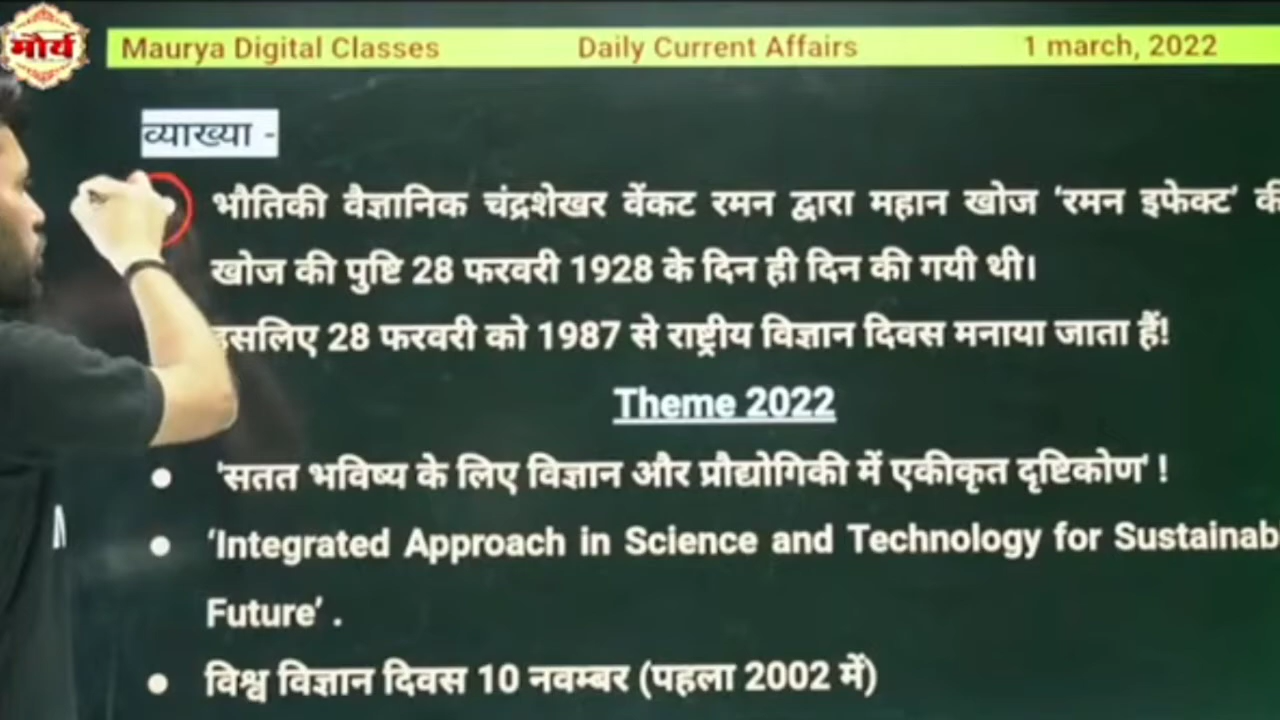 मौर्य
Maurya Digital Classes Daily Current Affairs 1 march, 2022
व्याख्या -
भौतिकी वैज्ञानिक चंद्रशेखर वेंकट रमन द्वारा महान खोज ‘रमन इफेक्ट’ की
खोज की पुष्टि 28 फरवरी 1928 के दिन ही दिन की गयी थी।
इसलिए 28 फरवरी को 1987 से राष्ट्रीय विज्ञान दिवस मनाया जाता हैं!
Theme 2022
'सतत भविष्य के लिए विज्ञान और प्रौद्योगिकी में एकीकृत दृष्टिकोण' !
‘Integrated Approach in Science and Technology for Sustainab
Future’ .
विश्व विज्ञान दिवस 10 नवम्बर (पहला 2002 में)